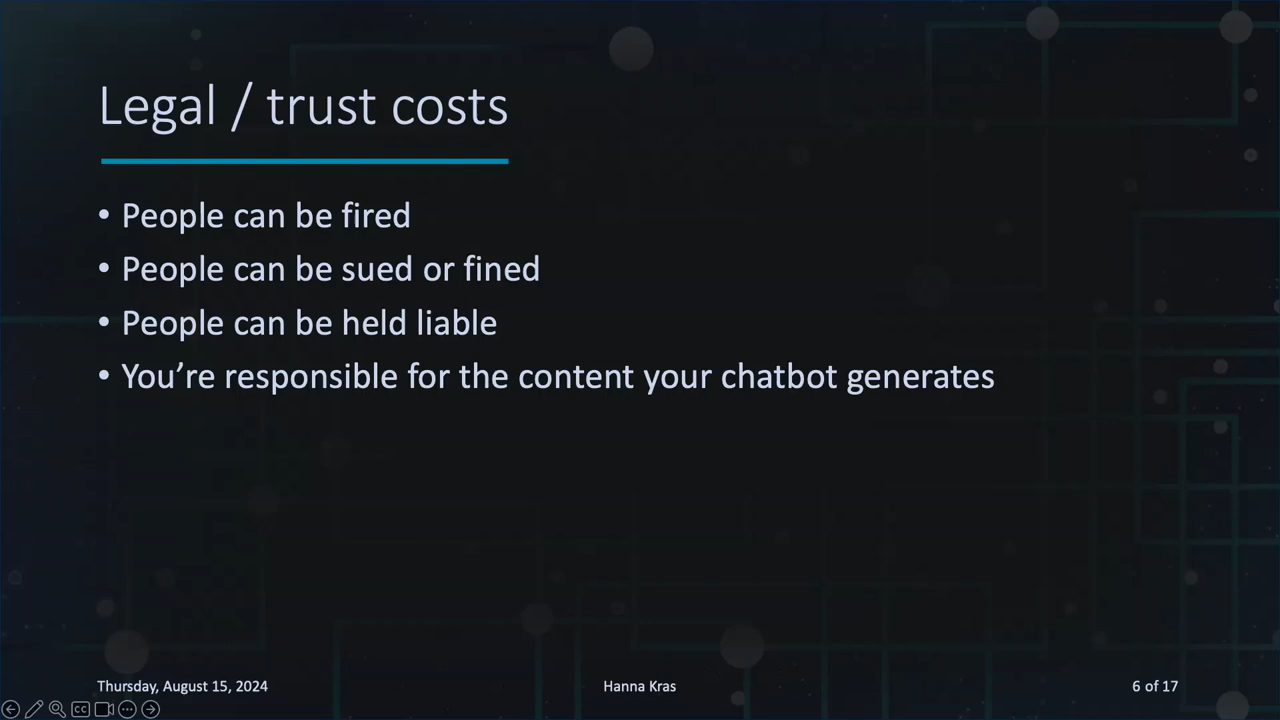 Legal / trust costs
• People can be fired
• People can be sued or fined
• People can be held liable
• You’re responsible for the content your chatbot generates
Thursday, August 15, 2024
Hanna Kras
6 of 17
CC